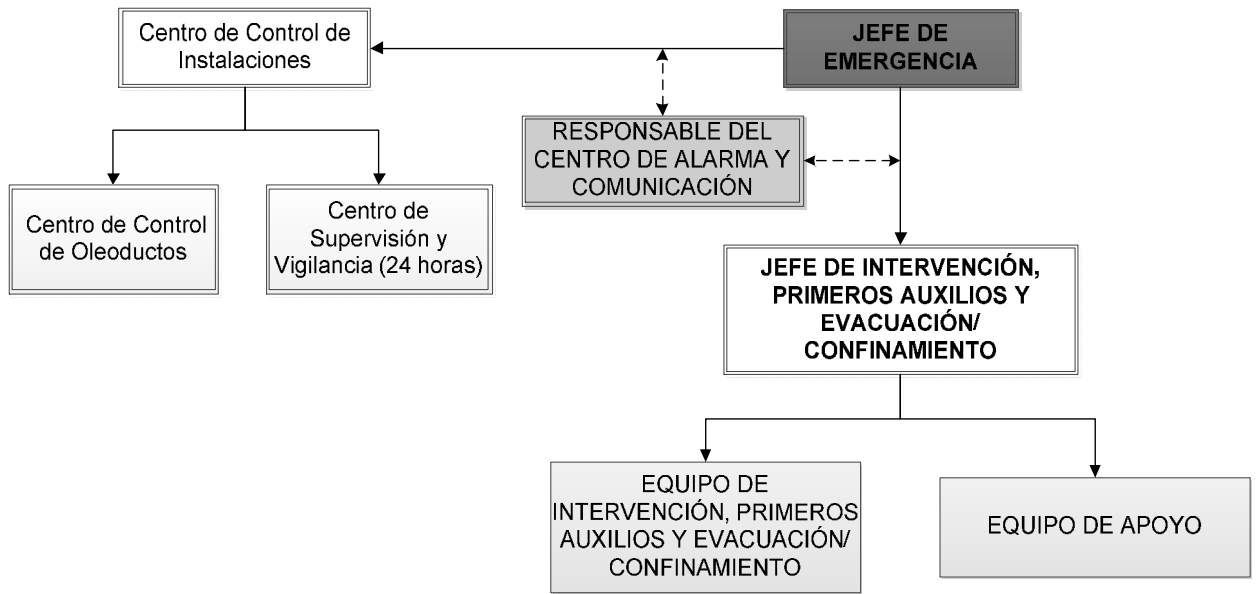 Centro de Control de
Instalaciones
JEFE DE
EMERGENCIA
RESPONSABLE DEL
CENTRO DE ALARMA Y
COMUNICACIÓN
Centro de Control
de Oleoductos
Centro de
Supervisión y
Vigilancia (24 horas)
JEFE DE INTERVENCIÓN,
PRIMEROS AUXILIOS Y
EVACUACIÓN/
CONFINAMIENTO
EQUIPO DE
INTERVENCIÓN, PRIMEROS
AUXILIOS Y EVACUACIÓN/
CONFINAMIENTO
EQUIPO DE APOYO